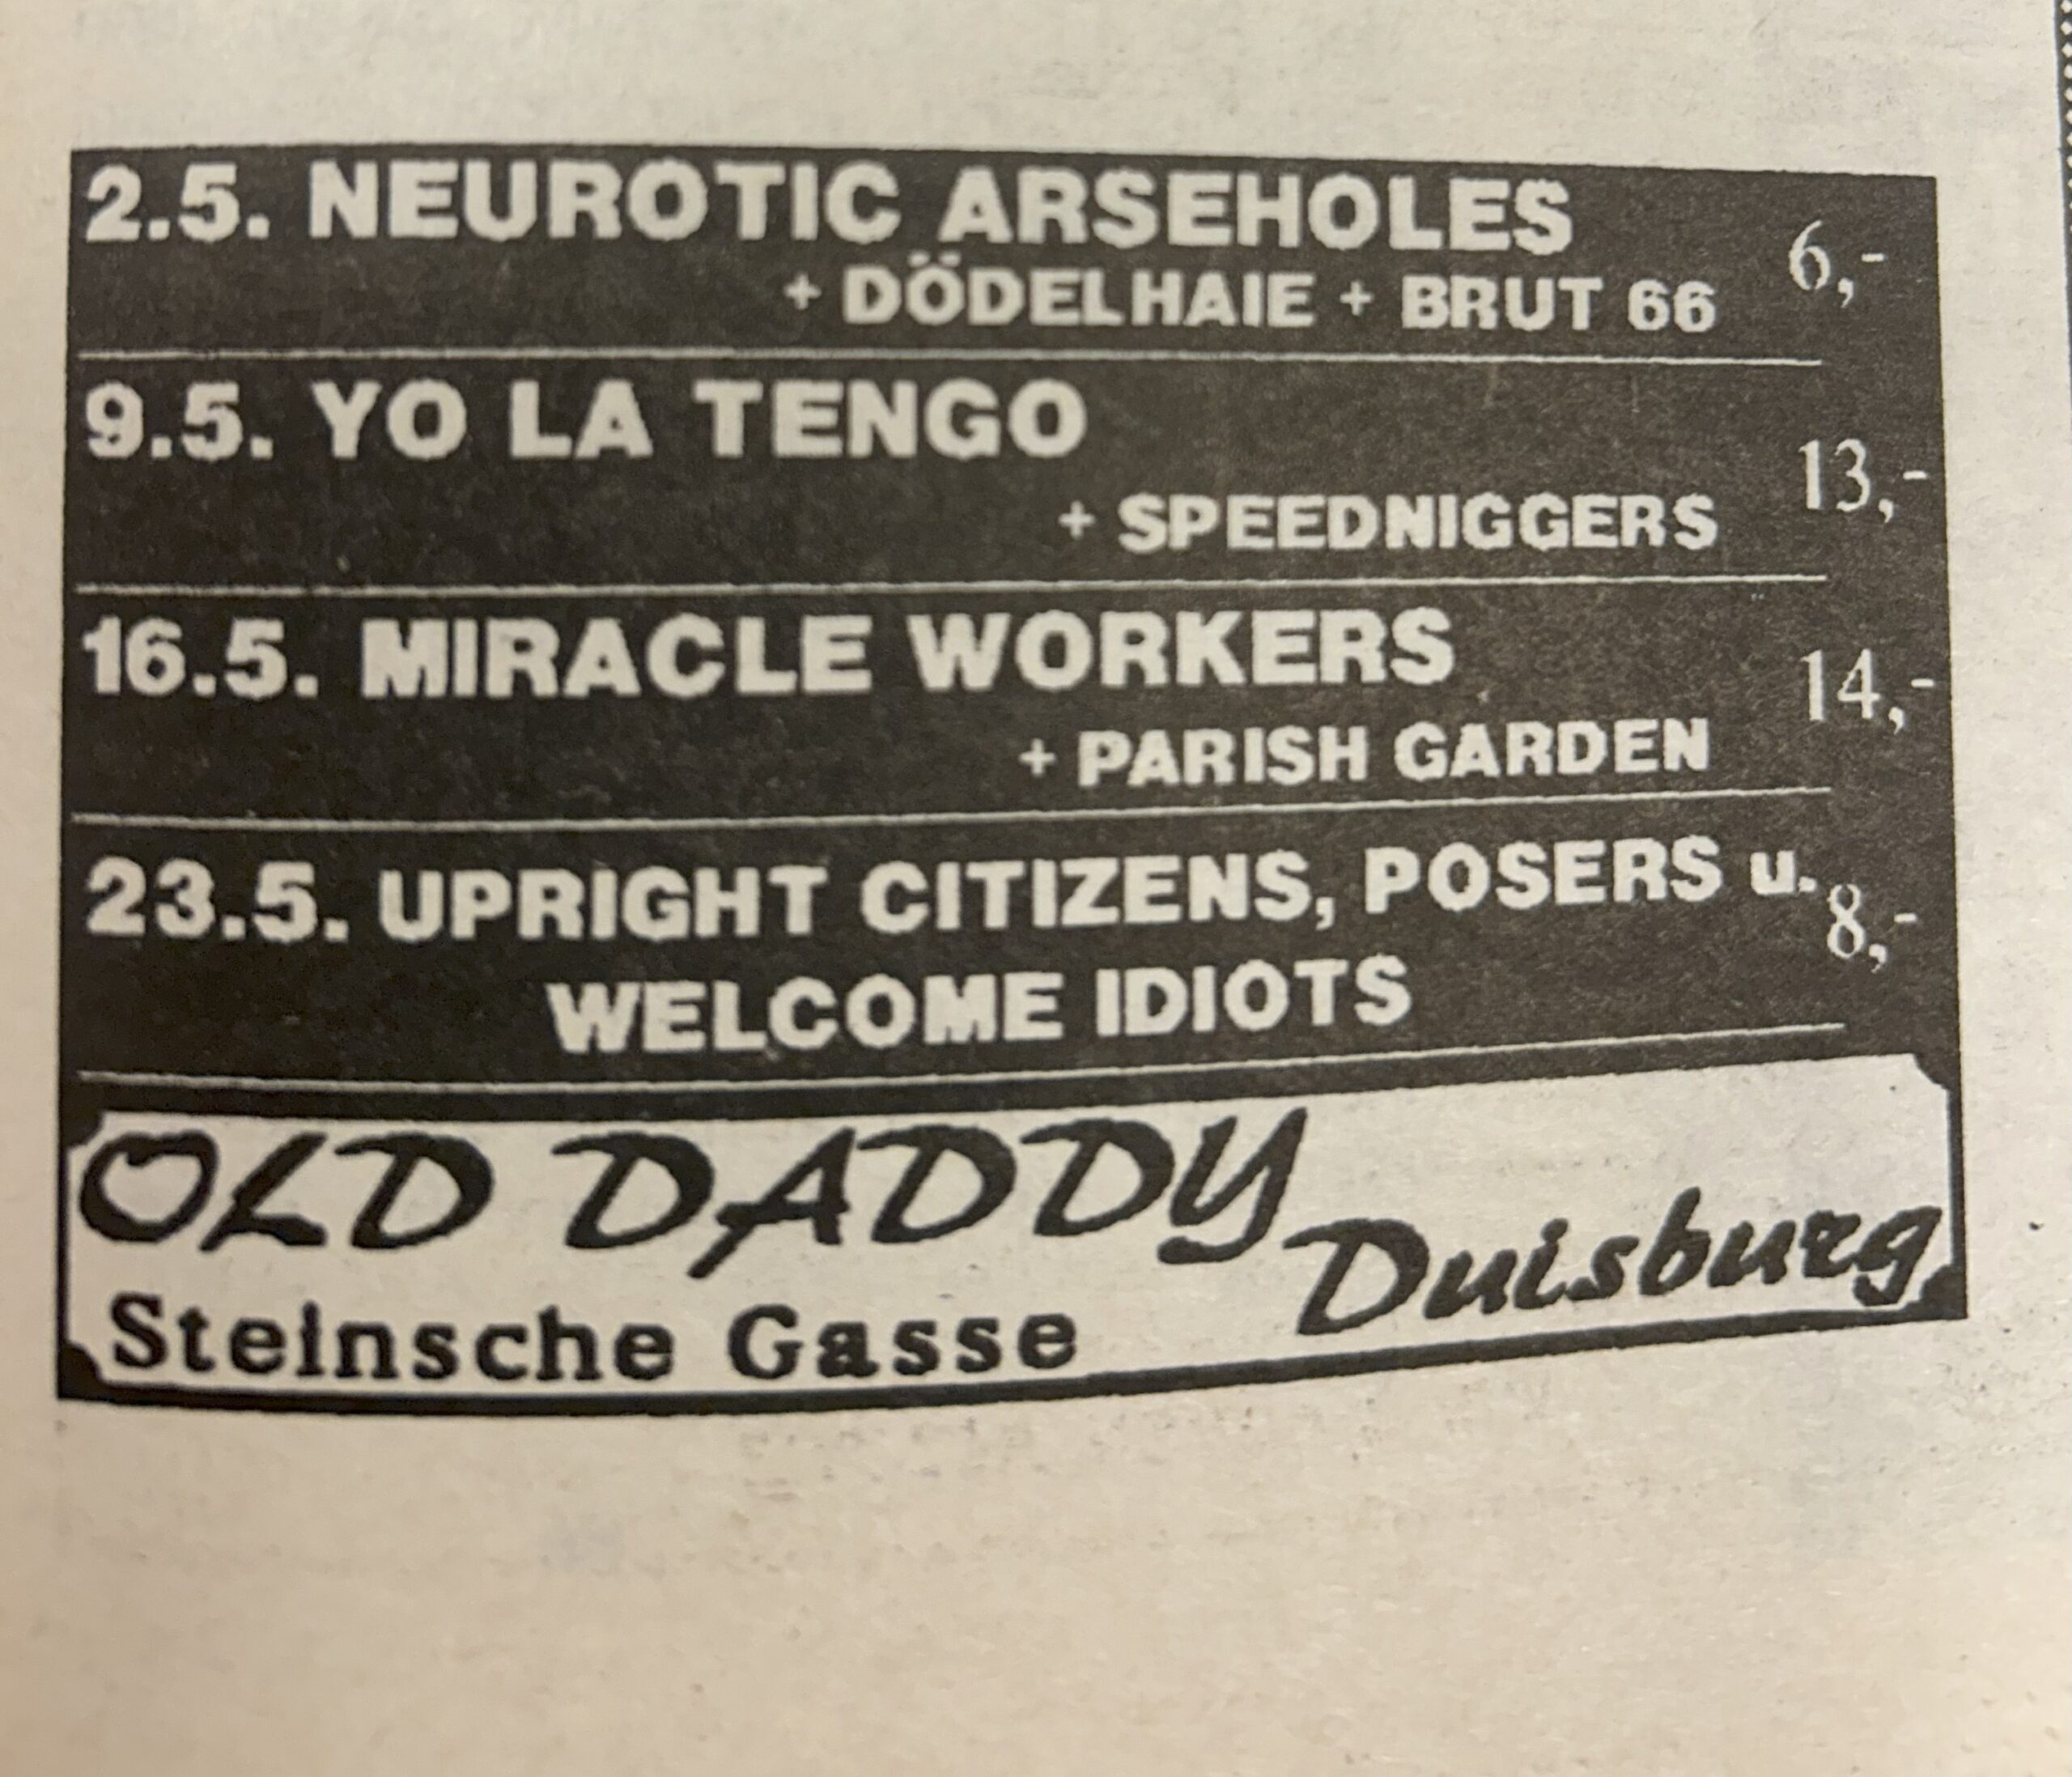 2.5. NEUROTIC ARSEHOLES 6,-
+ DÖDELHAIE + BRUT 66
9.5. YO LA TENGO 13,-
+ SPEEDNIGGERS
16.5. MIRACLE WORKERS 14,-
+ PARISH GARDEN
23.5. UPRIGHT CITIZENS, POSERS u. 8,-
WELCOME IDIOTS
OLD DADDY Duisburg
Steinsche Gasse